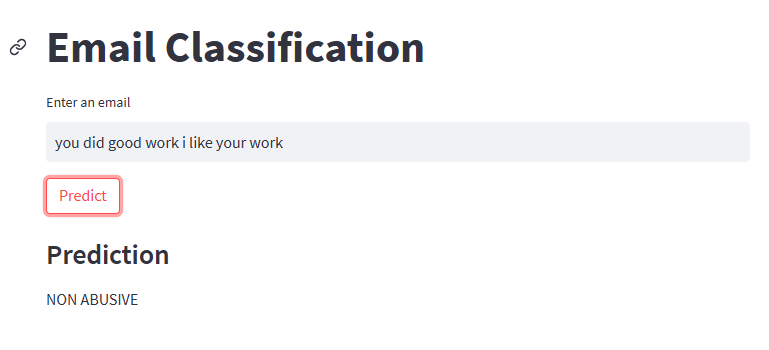 Email Classification
Enter an email
you did good work i like your work
Predict
Prediction
NON ABUSIVE